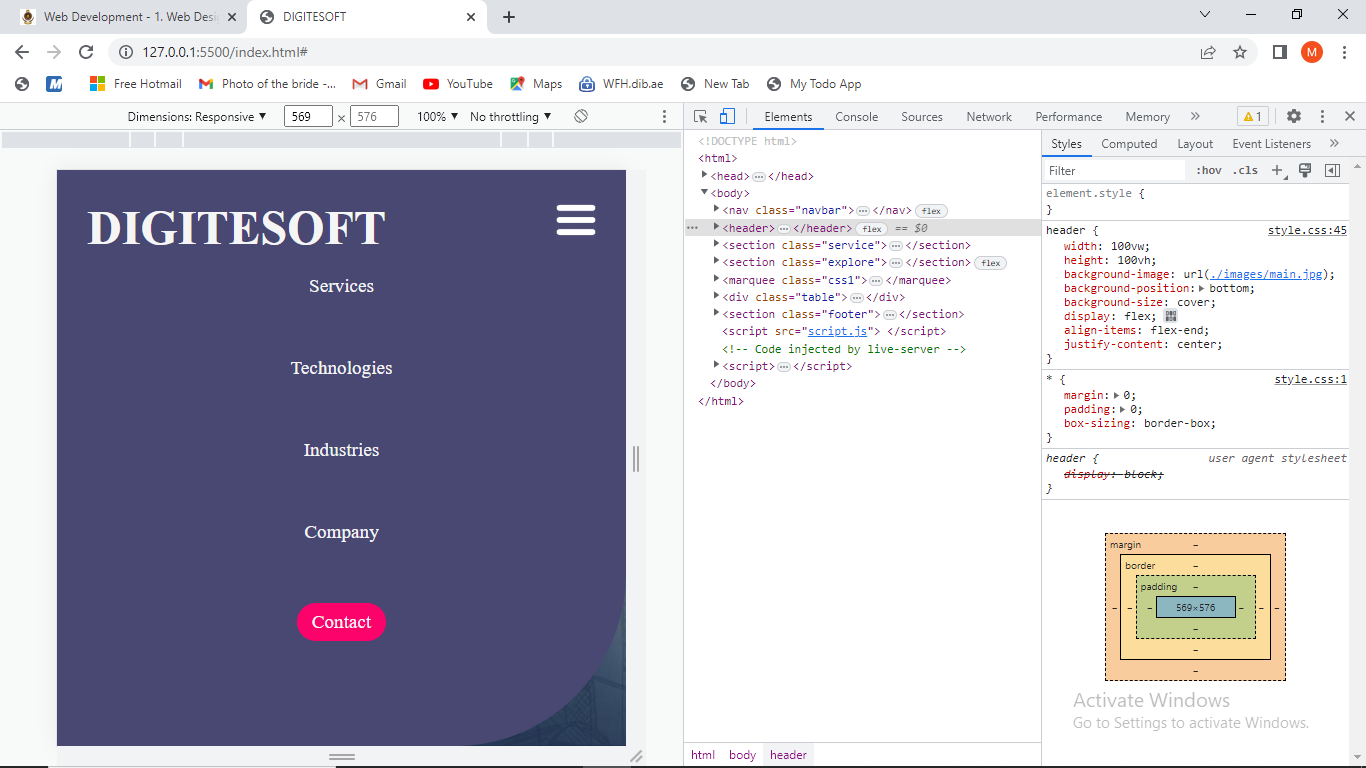 Web Development - 1. Web Desi
DIGITESOFT
127.0.0.1:5500/index.html#
M
M
Free Hotmail
Photo of the bride -...
Gmail
YouTube
Maps
WFH.dib.ae
New Tab
My Todo App
Dimensions: Responsive ▼
569 × 576
100% ▼
No throttling ▼
Elements
Console
Sources
Network
Performance
Memory
»
1
DIGITESOFT
Services
Technologies
Industries
Company
Contact
<!DOCTYPE html>
<html>
<head>…</head>
<body>
<nav class="navbar">…</nav> flex
<header>…</header> flex == $0
<section class="service">…</section>
<section class="explore">…</section> flex
<marquee class="css1">…</marquee>
<div class="table">…</div>
<section class="footer">…</section>
<script src="script.js"> </script>
<!-- Code injected by live-server -->
<script>…</script>
</body>
</html>
html body header
Styles
Computed
Layout
Event Listeners
»
Filter
:hov .cls +
element.style {
}
header { style.css:45
width: 100vw;
height: 100vh;
background-image: url(./images/main.jpg);
background-position: bottom;
background-size: cover;
display: flex;
align-items: flex-end;
justify-content: center;
}
* { style.css:1
margin: 0;
padding: 0;
box-sizing: border-box;
}
header { user agent stylesheet
display: block;
}
margin –
border –
padding –
– – – 569×576 – – –
–
–
–
Activate Windows
Go to Settings to activate Windows.